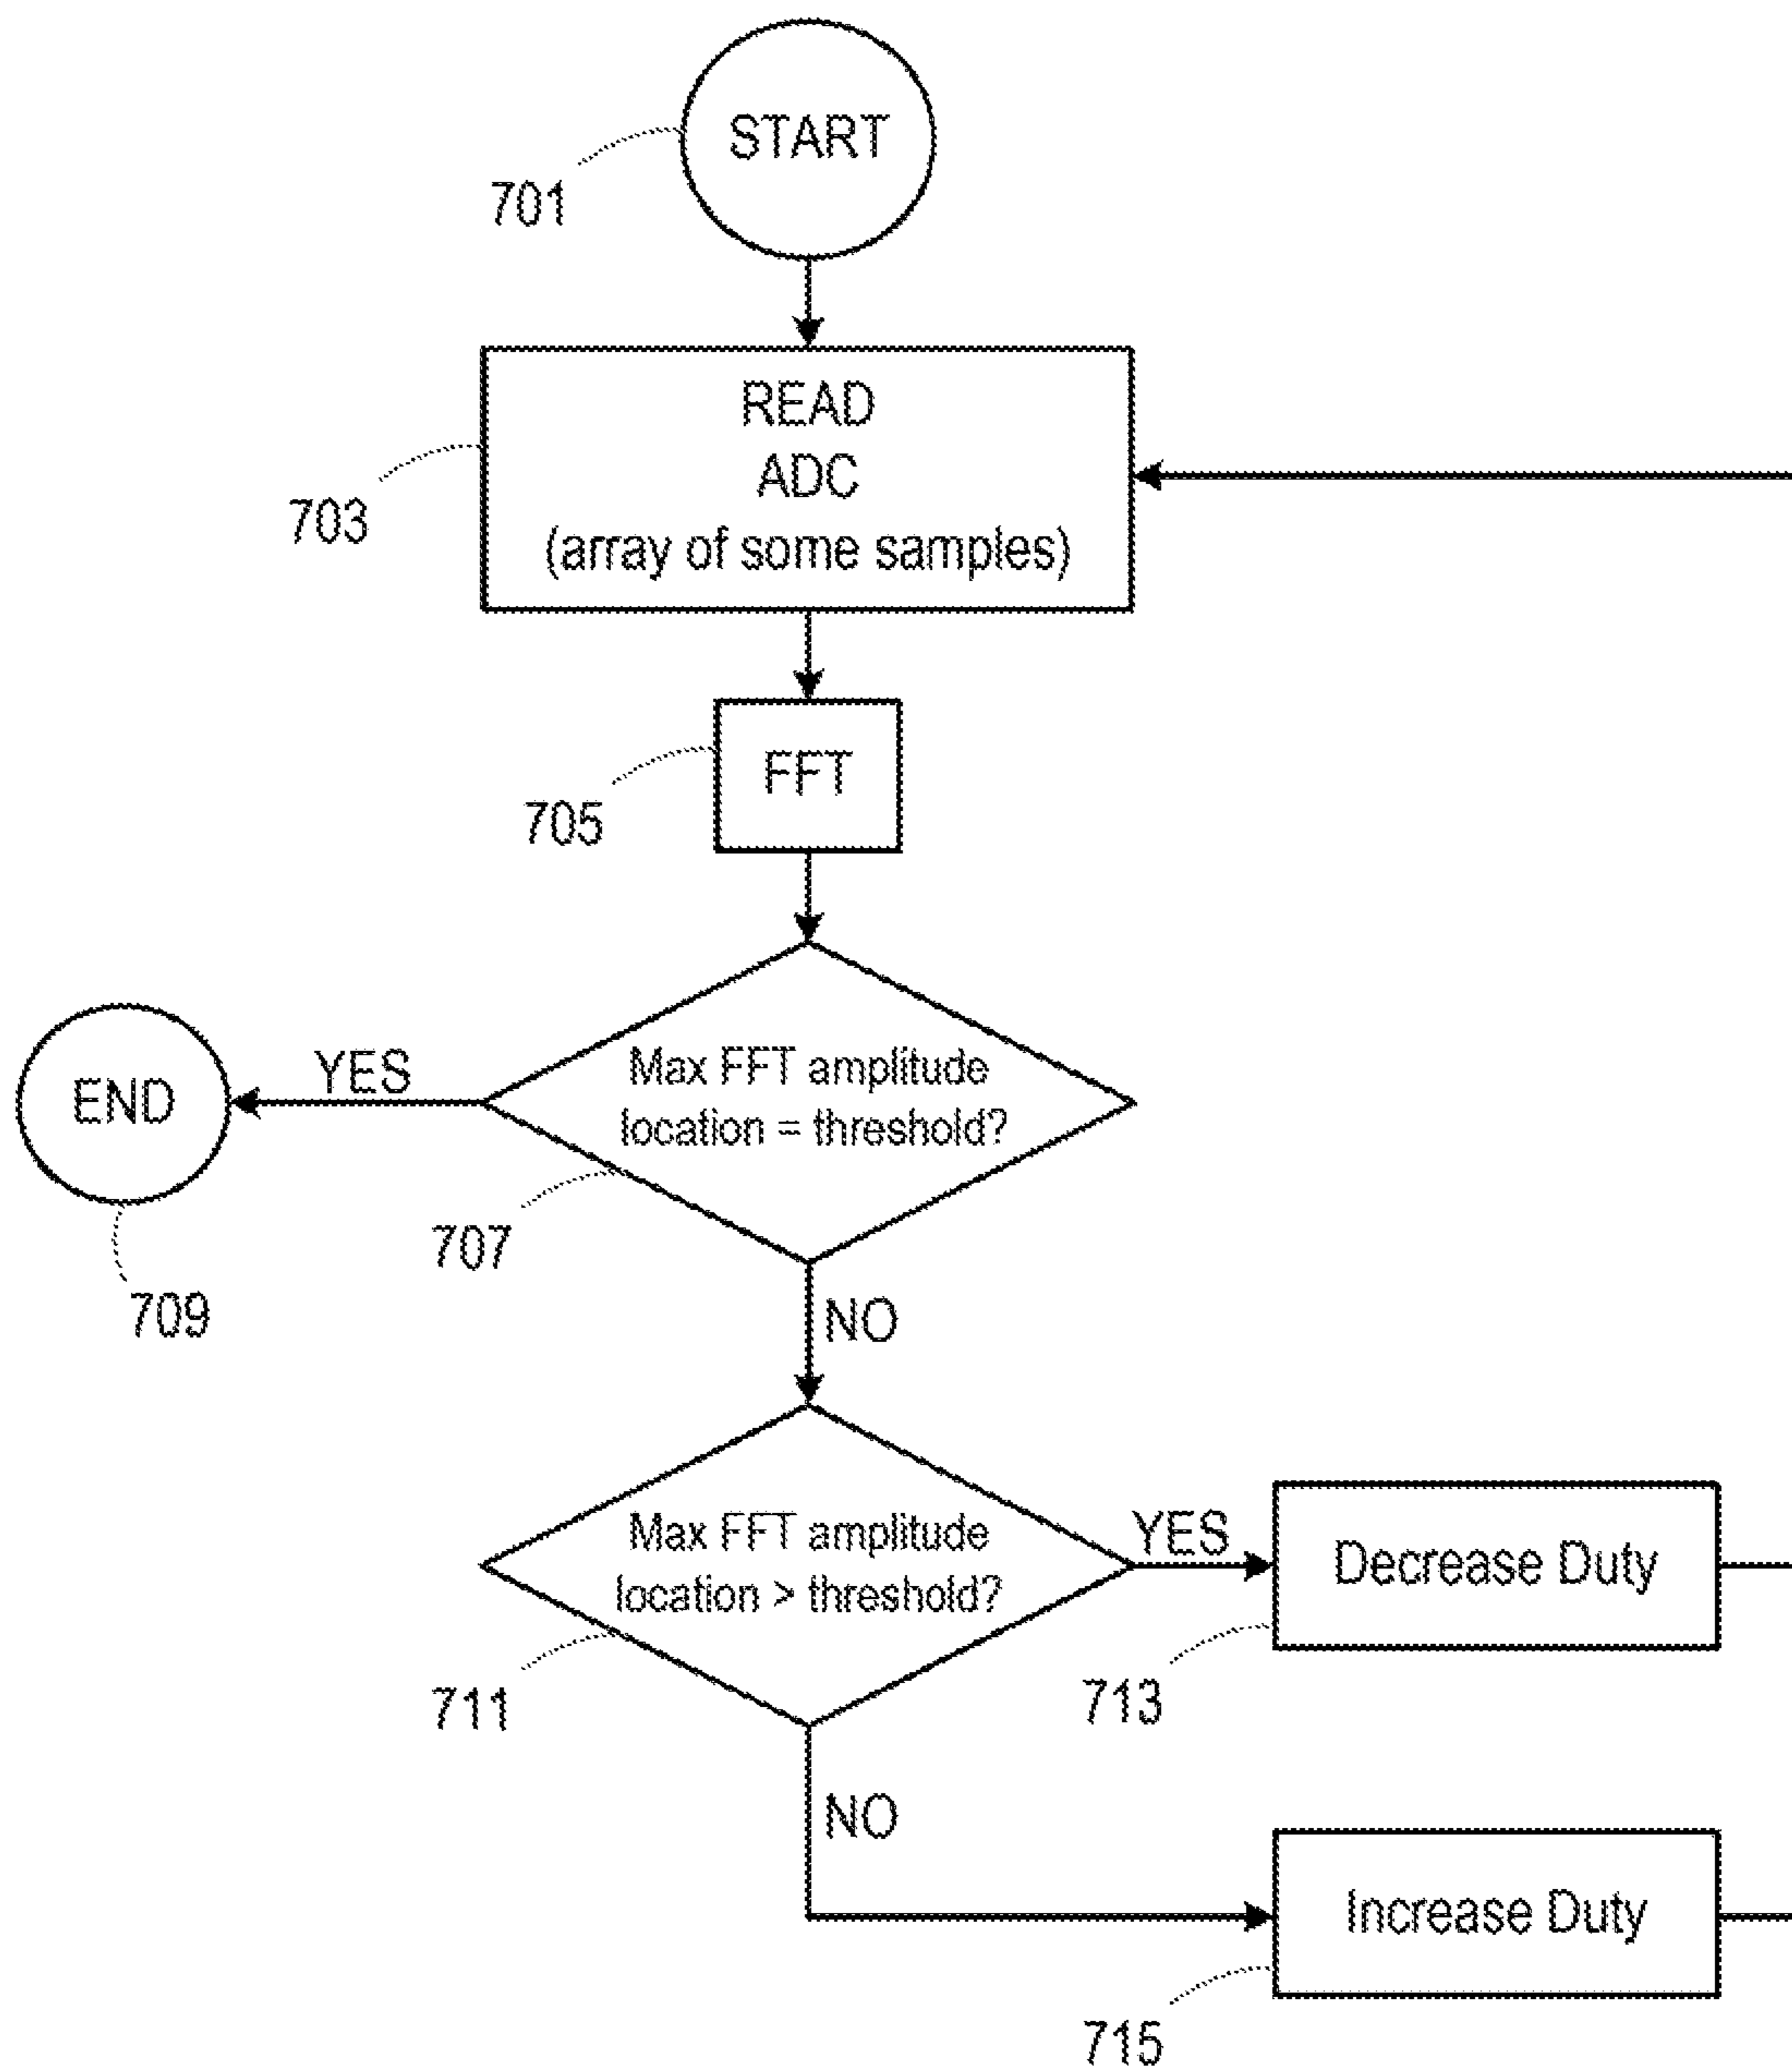 START
701
READ
ADC
(array of some samples)
703
FFT
705
Max FFT amplitude
location = threshold?
YES
END
707
709
NO
Max FFT amplitude
location > threshold?
YES
Decrease Duty
711
713
NO
Increase Duty
715